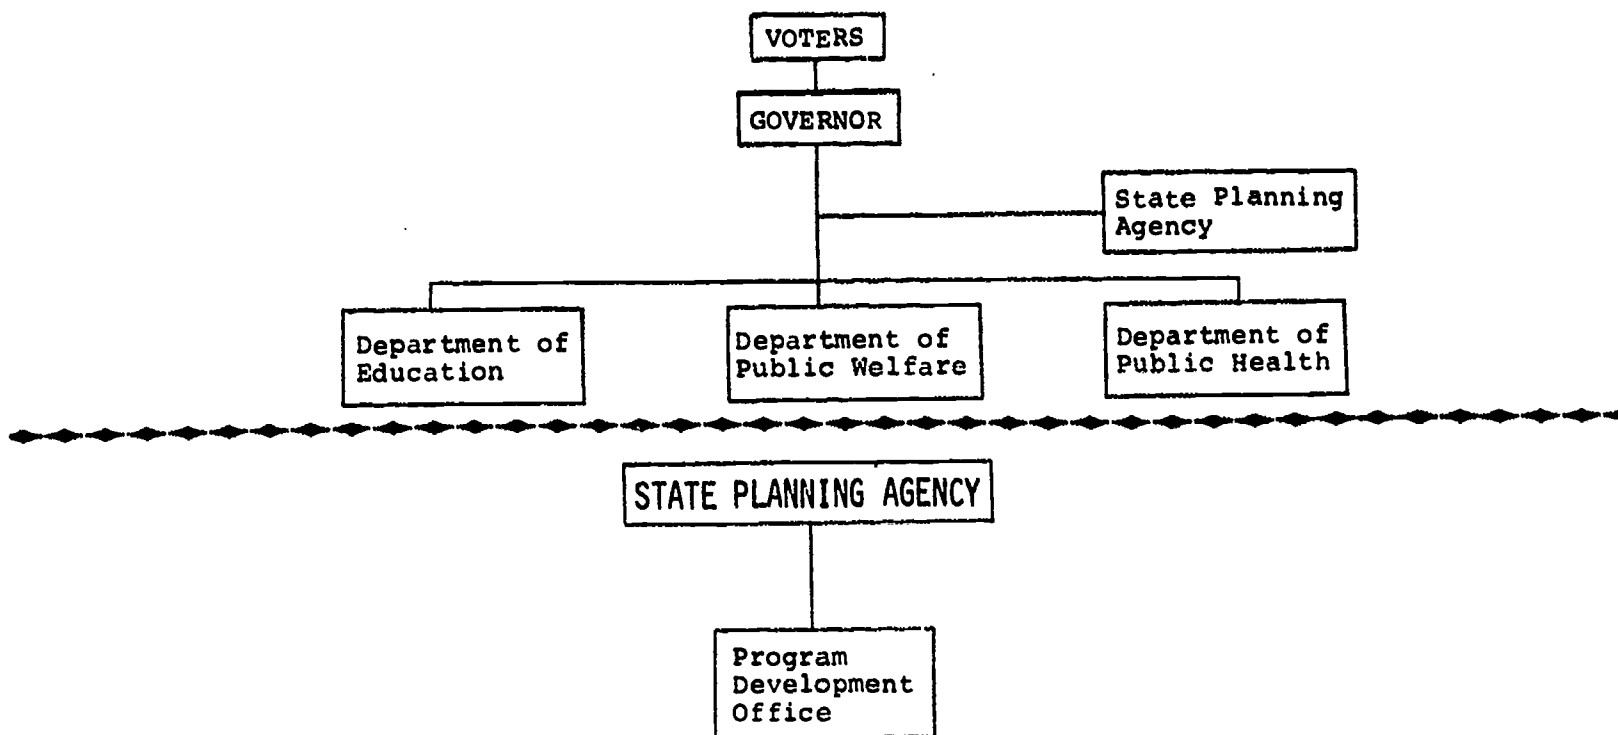 VOTERS
GOVERNOR
State Planning
Agency
Department of
Education
Department of
Public Welfare
Department of
Public Health
STATE PLANNING AGENCY
Program
Development
Office